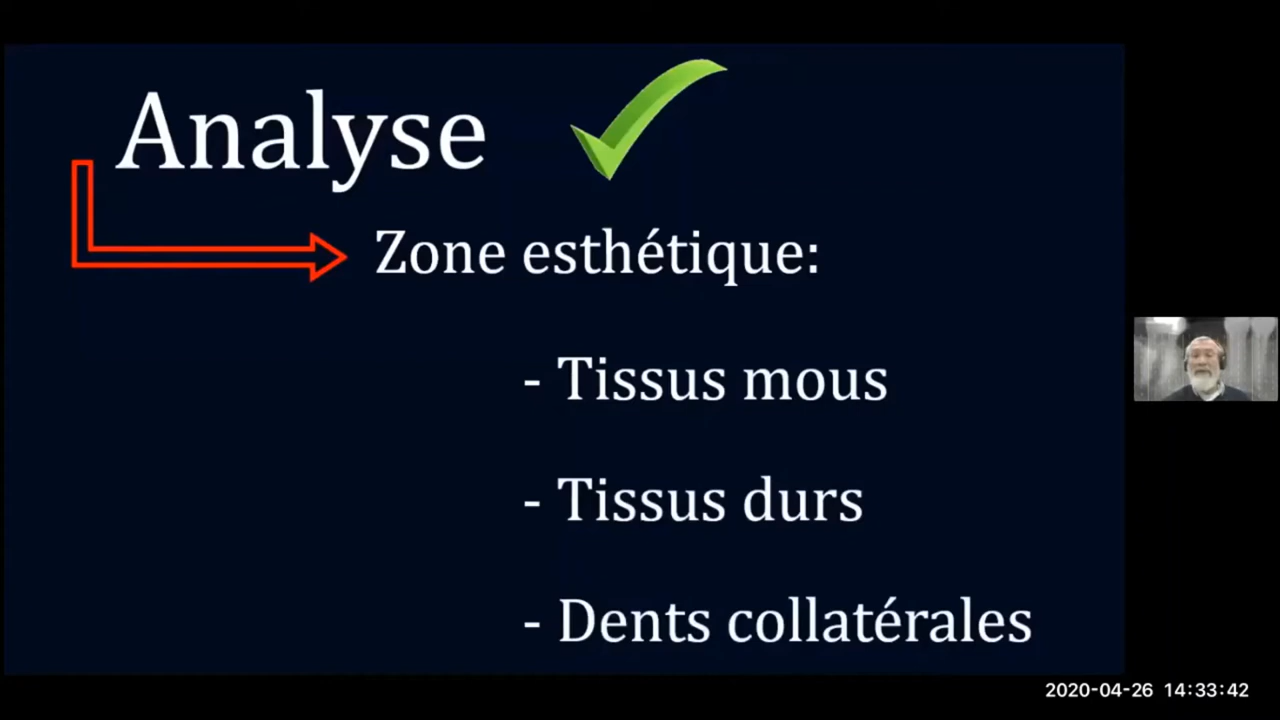 Analyse
Zone esthétique:
- Tissus mous
- Tissus durs
- Dents collatérales
2020-04-26 14:33:42